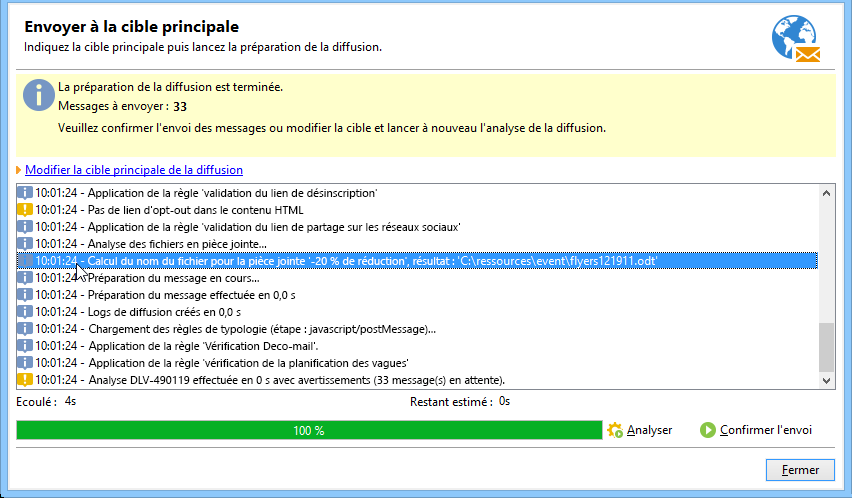 Envoyer à la cible principale
Indiquez la cible principale puis lancez la préparation de la diffusion.
La préparation de la diffusion est terminée.
Messages à envoyer : 33
Veuillez confirmer l'envoi des messages ou modifier la cible et lancer à nouveau l'analyse de la diffusion.
Modifier la cible principale de la diffusion
10:01:24 - Application de la règle 'validation du lien de désinscription'
10:01:24 - Pas de lien d'opt-out dans le contenu HTML
10:01:24 - Application de la règle 'validation du lien de partage sur les réseaux sociaux'
10:01:24 - Analyse des fichiers en pièce jointe...
10:01:24 - Calcul du nom du fichier pour la pièce jointe '-20 % de réduction', résultat : 'C:\ressources\event\flyers121911.odt'
10:01:24 - Préparation du message en cours...
10:01:24 - Préparation du message effectuée en 0,0 s
10:01:24 - Logs de diffusion créés en 0,0 s
10:01:24 - Chargement des règles de typologie (étape : javascript/postMessage)...
10:01:24 - Application de la règle 'Vérification Deco-mail'.
10:01:24 - Application de la règle 'vérification de la planification des vagues'
10:01:24 - Analyse DLV-490119 effectuée en 0 s avec avertissements (33 message(s) en attente).
Ecoulé : 4s Restant estimé : 0s
100 % Analyser Confirmer l'envoi
Fermer